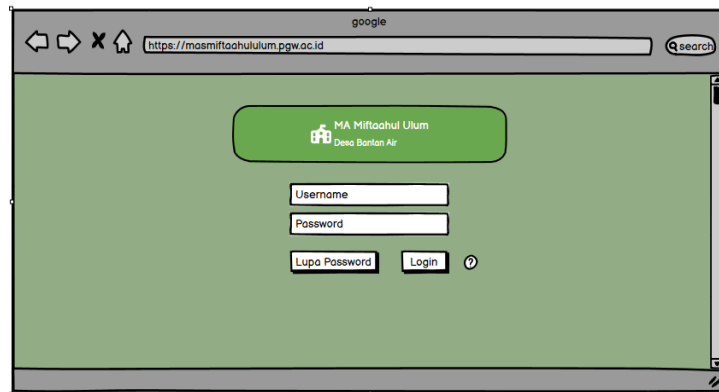 google
https://masmiftaahululum.pgw.ac.id
search
MA Miftaahul Ulum
Desa Bantan Air
Username
Password
Lupa Password Login ?